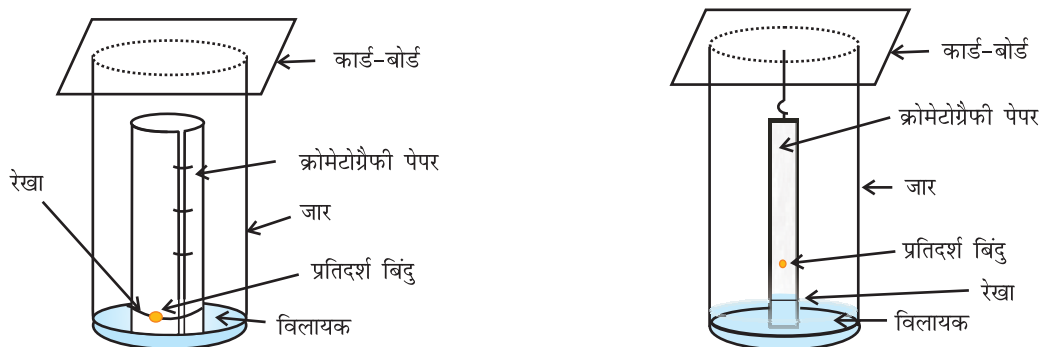 कार्ड-बोर्ड
क्रोमेटोग्रैफी पेपर
रेखा
जार
प्रतिदर्श बिंदु
विलायक
कार्ड-बोर्ड
क्रोमेटोग्रैफी पेपर
जार
प्रतिदर्श बिंदु
रेखा
विलायक